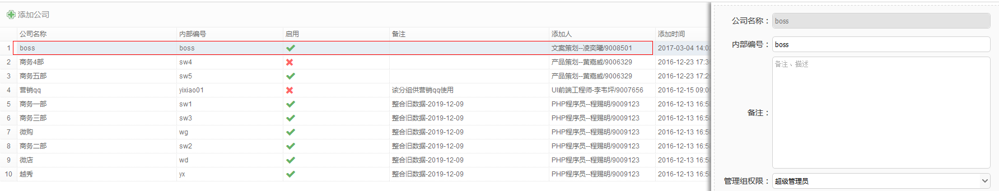 添加公司
公司名称 内部编号 启用 备注 添加人 添加时间
1 boss boss 文案策划--凌奕曦/9008501 2017-03-04 14:0
2 商务4部 sw4 产品策划--黄嘉威/9006329 2016-12-23 17:3
3 商务五部 sw5 产品策划--黄嘉威/9006329 2016-12-23 17:2
4 营销qq yixiao01 该分组供营销qq使用 UI前端工程师-李韦坪/9007656 2016-12-15 09:0
5 商务一部 sw1 整合旧数据-2019-12-09 PHP程序员--程赐明/9009123 2016-12-13 16:5
6 商务三部 sw3 整合旧数据-2019-12-09 PHP程序员--程赐明/9009123 2016-12-13 16:5
7 微购 wg 整合旧数据-2019-12-09 PHP程序员--程赐明/9009123 2016-12-13 16:5
8 商务二部 sw2 整合旧数据-2019-12-09 PHP程序员--程赐明/9009123 2016-12-13 16:5
9 微店 wd 整合旧数据-2019-12-09 PHP程序员--程赐明/9009123 2016-12-13 16:5
10 越秀 yx 整合旧数据-2019-12-09 PHP程序员--程赐明/9009123 2016-12-13 16:5
公司名称： boss
内部编号： boss
备注、描述
备注：
管理组权限： 超级管理员